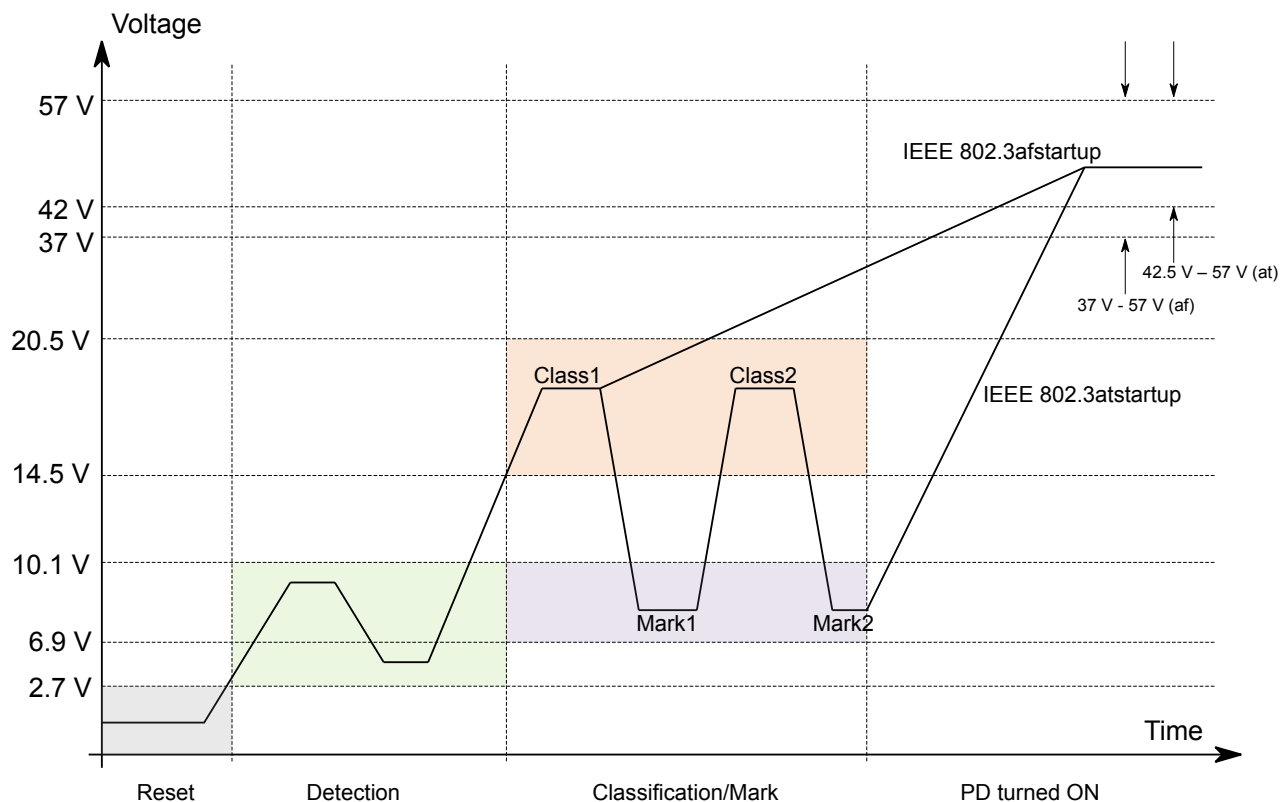 Voltage
57 V
IEEE 802.3afstartup
42 V
37 V
42.5 V – 57 V (at)
37 V - 57 V (af)
20.5 V
Class1
Class2
IEEE 802.3atstartup
14.5 V
10.1 V
Mark1
Mark2
6.9 V
2.7 V
Time
Reset
Detection
Classification/Mark
PD turned ON